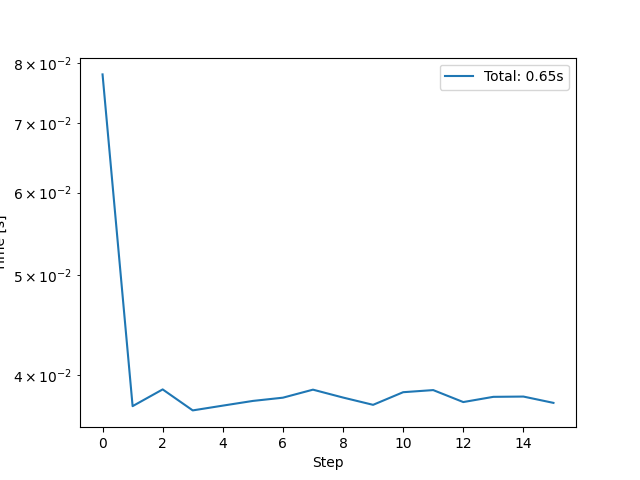 8 × 10⁻²
Total: 0.65s
7 × 10⁻²
6 × 10⁻²
[s]
5 × 10⁻²
4 × 10⁻²
0 2 4 6 8 10 12 14
Step